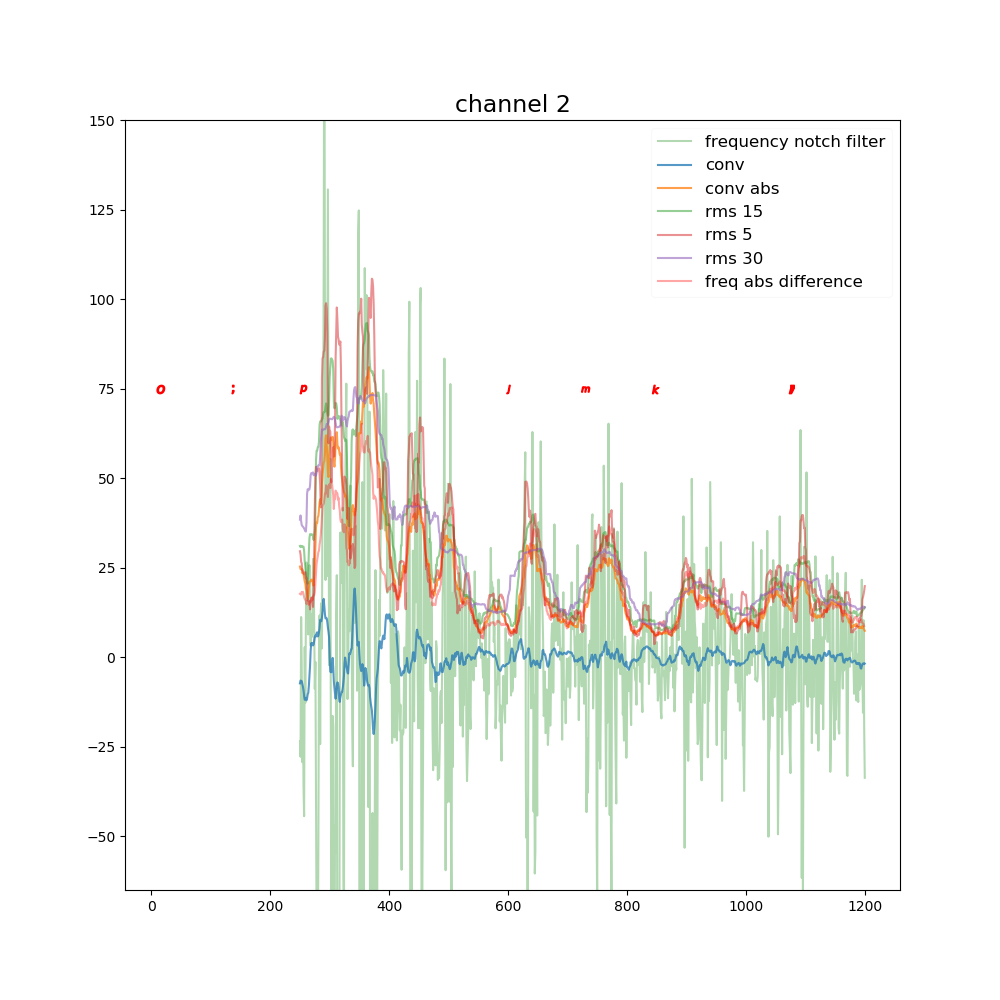 channel 2
150
125
100
75
50
25
0
−25
−50
frequency notch filter
conv
conv abs
rms 15
rms 5
rms 30
freq abs difference
o ; p j m k
0 200 400 600 800 1000 1200